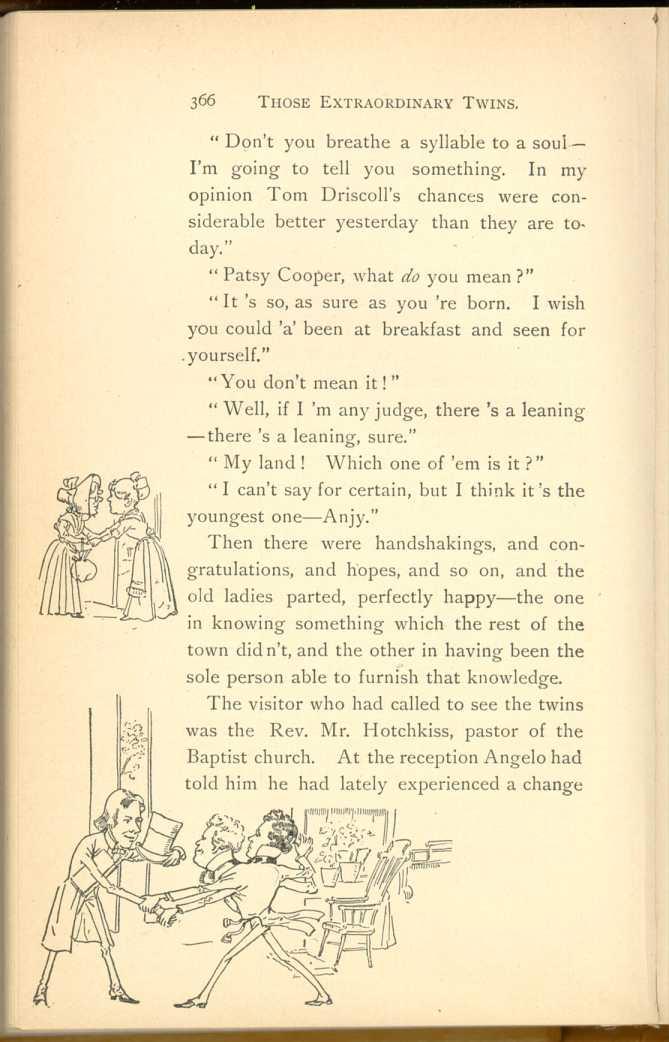 366 THOSE EXTRAORDINARY TWINS.
“ Don't you breathe a syllable to a soul—
I'm going to tell you something. In my
opinion Tom Driscoll's chances were con-
siderable better yesterday than they are to-
day.”
“ Patsy Cooper, what do you mean ?”
“ It 's so, as sure as you 're born. I wish
you could 'a' been at breakfast and seen for
yourself.”
“ You don't mean it ! ”
“ Well, if I 'm any judge, there 's a leaning
—there 's a leaning, sure.”
“ My land ! Which one of 'em is it ?”
“ I can't say for certain, but I think it 's the
youngest one—Anjy.”
Then there were handshakings, and con-
gratulations, and hopes, and so on, and the
old ladies parted, perfectly happy—the one
in knowing something which the rest of the
town did n't, and the other in having been the
sole person able to furnish that knowledge.
The visitor who had called to see the twins
was the Rev. Mr. Hotchkiss, pastor of the
Baptist church. At the reception Angelo had
told him he had lately experienced a change